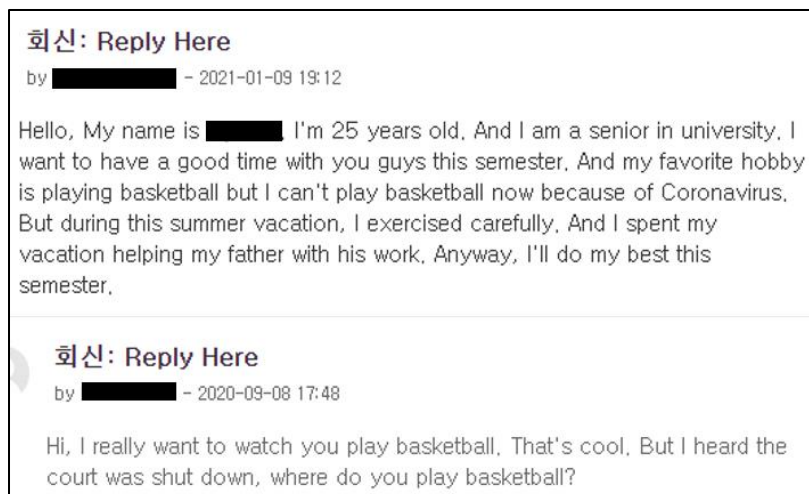 회신: Reply Here
by - 2021-01-09 19:12
Hello, My name is , I'm 25 years old. And I am a senior in university. I
want to have a good time with you guys this semester. And my favorite hobby
is playing basketball but I can't play basketball now because of Coronavirus.
But during this summer vacation, I exercised carefully. And I spent my
vacation helping my father with his work. Anyway, I'll do my best this
semester.
회신: Reply Here
by - 2020-09-08 17:48
Hi, I really want to watch you play basketball. That's cool. But I heard the
court was shut down, where do you play basketball?